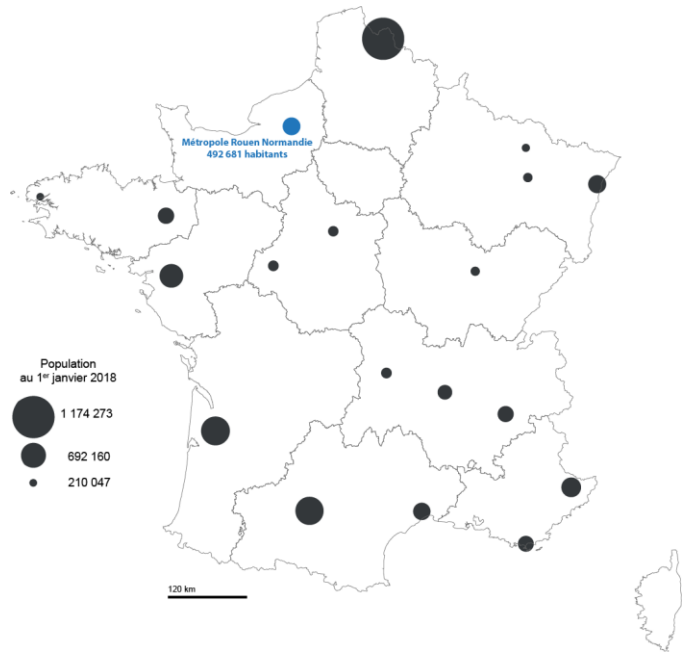 Métropole Rouen Normandie
492 681 habitants
Population
au 1er janvier 2018
1 174 273
692 160
210 047
120 km